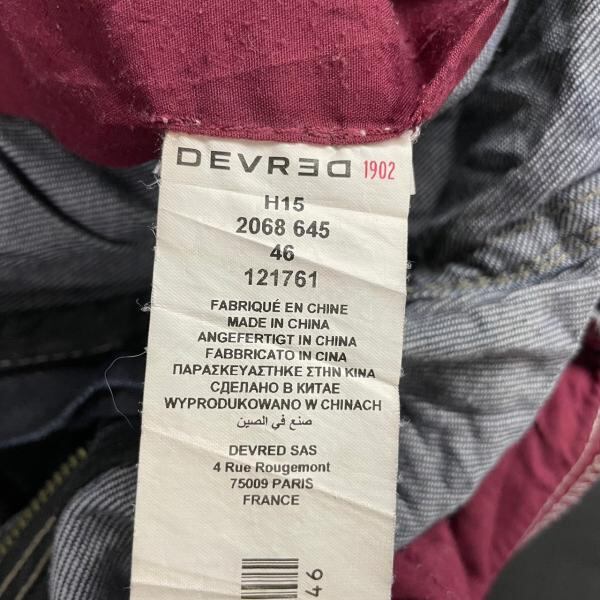 DEVRED 1902
H15
2068 645
46
121761
FABRIQUÉ EN CHINE
MADE IN CHINA
ANGEFERTIGT IN CHINA
FABBRICATO IN CINA
ΠΑΡΑΣΚΕΥΑΣΤΗΚΕ ΣΤΗΝ ΚΙΝΑ
СДЕЛАНО В КИТАЕ
WYPRODUKOWANO W CHINACH
صنع في الصين
DEVRED SAS
4 Rue Rougemont
75009 PARIS
FRANCE
46